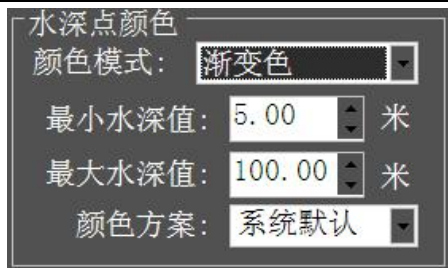 水深点颜色
颜色模式: 渐变色
最小水深值: 5.00 米
最大水深值: 100.00 米
颜色方案: 系统默认